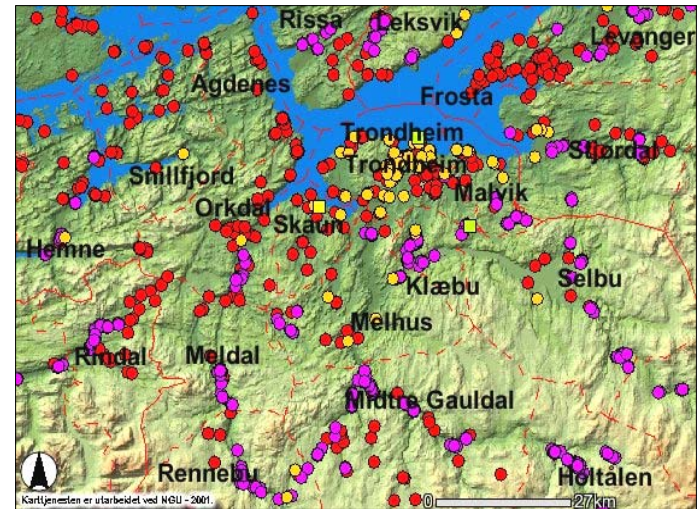 Rissa
Leksvik
Levanger
Agdenes
Frosta
Trondheim
Trondheim
Stjørdal
Snillfjord
Malvik
Orkdal
Skaun
Hemne
Klæbu
Selbu
Melhus
Rindal
Meldal
Midtre Gauldal
Rennebu
Holtålen
Karttjenesten er utarbeidet ved NGU - 2001.
0 27km